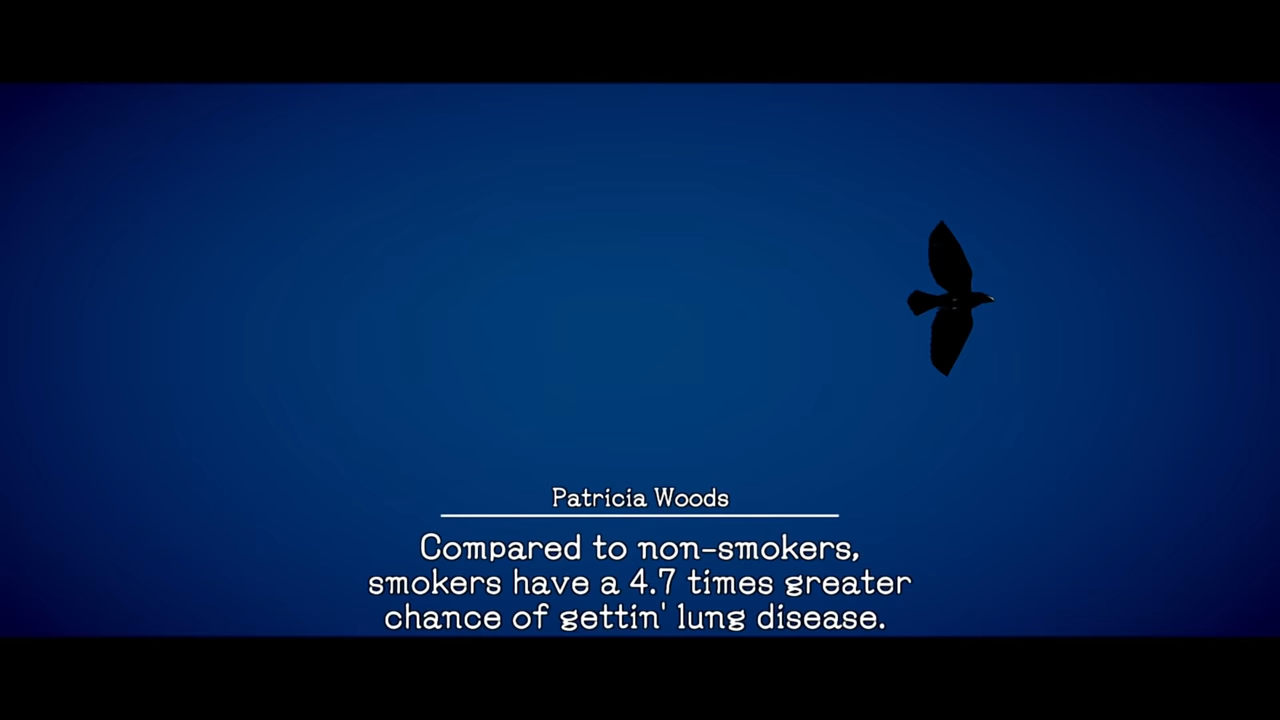 Patricia Woods
Compared to non-smokers,
smokers have a 4.7 times greater
chance of gettin' lung disease.